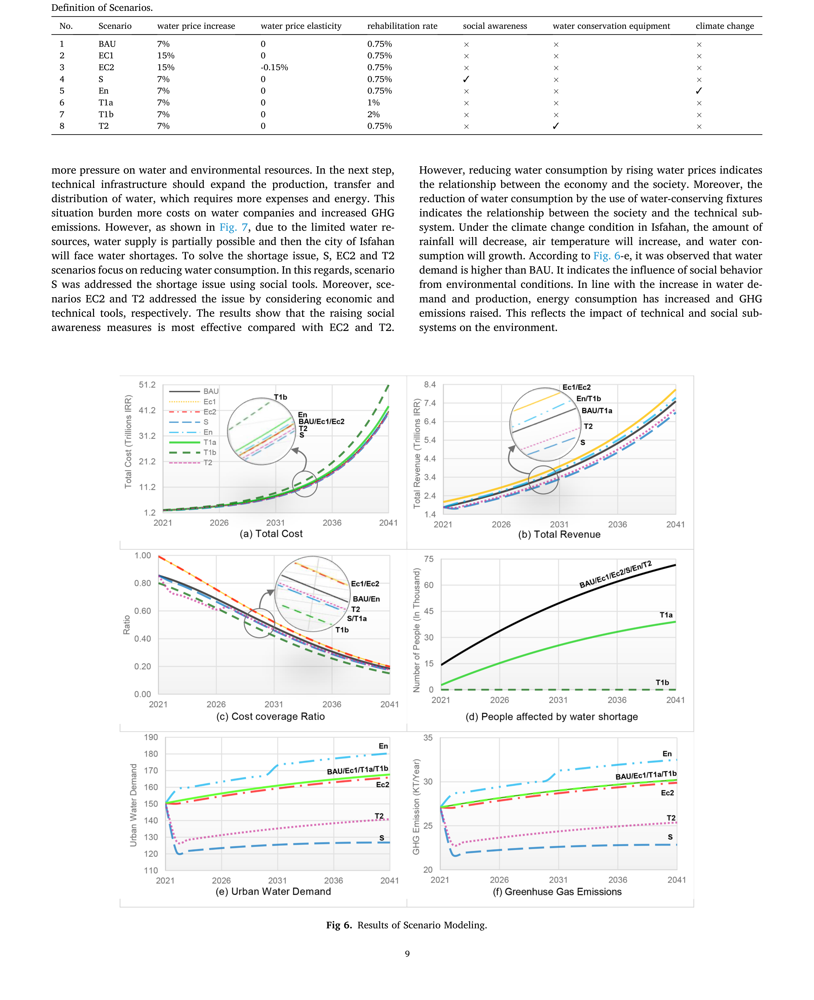 Definition of Scenarios.
No. Scenario water price increase water price elasticity rehabilitation rate social awareness water conservation equipment climate change
1 BAU 7% 0 0.75% × × ×
2 EC1 15% 0 0.75% × × ×
3 EC2 15% -0.15% 0.75% × × ×
4 S 7% 0 0.75% ✓ × ×
5 En 7% 0 0.75% × × ✓
6 T1a 7% 0 1% × × ×
7 T1b 7% 0 2% × × ×
8 T2 7% 0 0.75% × ✓ ×
more pressure on water and environmental resources. In the next step,
technical infrastructure should expand the production, transfer and
distribution of water, which requires more expenses and energy. This
situation burden more costs on water companies and increased GHG
emissions. However, as shown in Fig. 7, due to the limited water re-
sources, water supply is partially possible and then the city of Isfahan
will face water shortages. To solve the shortage issue, S, EC2 and T2
scenarios focus on reducing water consumption. In this regards, scenario
S was addressed the shortage issue using social tools. Moreover, sce-
narios EC2 and T2 addressed the issue by considering economic and
technical tools, respectively. The results show that the raising social
awareness measures is most effective compared with EC2 and T2.
However, reducing water consumption by rising water prices indicates
the relationship between the economy and the society. Moreover, the
reduction of water consumption by the use of water-conserving fixtures
indicates the relationship between the society and the technical sub-
system. Under the climate change condition in Isfahan, the amount of
rainfall will decrease, air temperature will increase, and water con-
sumption will growth. According to Fig. 6-e, it was observed that water
demand is higher than BAU. It indicates the influence of social behavior
from environmental conditions. In line with the increase in water de-
mand and production, energy consumption has increased and GHG
emissions raised. This reflects the impact of technical and social sub-
systems on the environment.
Total Cost (Trillions IRR)
51.2
41.2
31.2
21.2
11.2
1.2
BAU
Ec1
Ec2
S
En
T1a
T1b
T2
T1b
En
BAU/Ec1/Ec2
T2
S
2021 2026 2031 2036 2041
(a) Total Cost
Total Revenue (Trillions IRR)
8.4
7.4
6.4
5.4
4.4
3.4
2.4
1.4
Ec1/Ec2
En/T1b
BAU/T1a
T2
S
2021 2026 2031 2036 2041
(b) Total Revenue
Ratio
1.00
0.80
0.60
0.40
0.20
0.00
Ec1/Ec2
BAU/En
T2
S/T1a
T1b
2021 2026 2031 2036 2041
(c) Cost coverage Ratio
Number of People (In Thousand)
75
60
45
30
15
0
BAU/Ec1/Ec2/S/En/T2
T1a
T1b
2021 2026 2031 2036 2041
(d) People affected by water shortage
Urban Water Demand
190
180
170
160
150
140
130
120
110
En
BAU/Ec1/T1a/T1b
Ec2
T2
S
2021 2026 2031 2036 2041
(e) Urban Water Demand
GHG Emission (KT/Year)
35
30
25
20
En
BAU/Ec1/T1a/T1b
Ec2
T2
S
2021 2026 2031 2036 2041
(f) Greenhuse Gas Emissions
Fig 6. Results of Scenario Modeling.
9